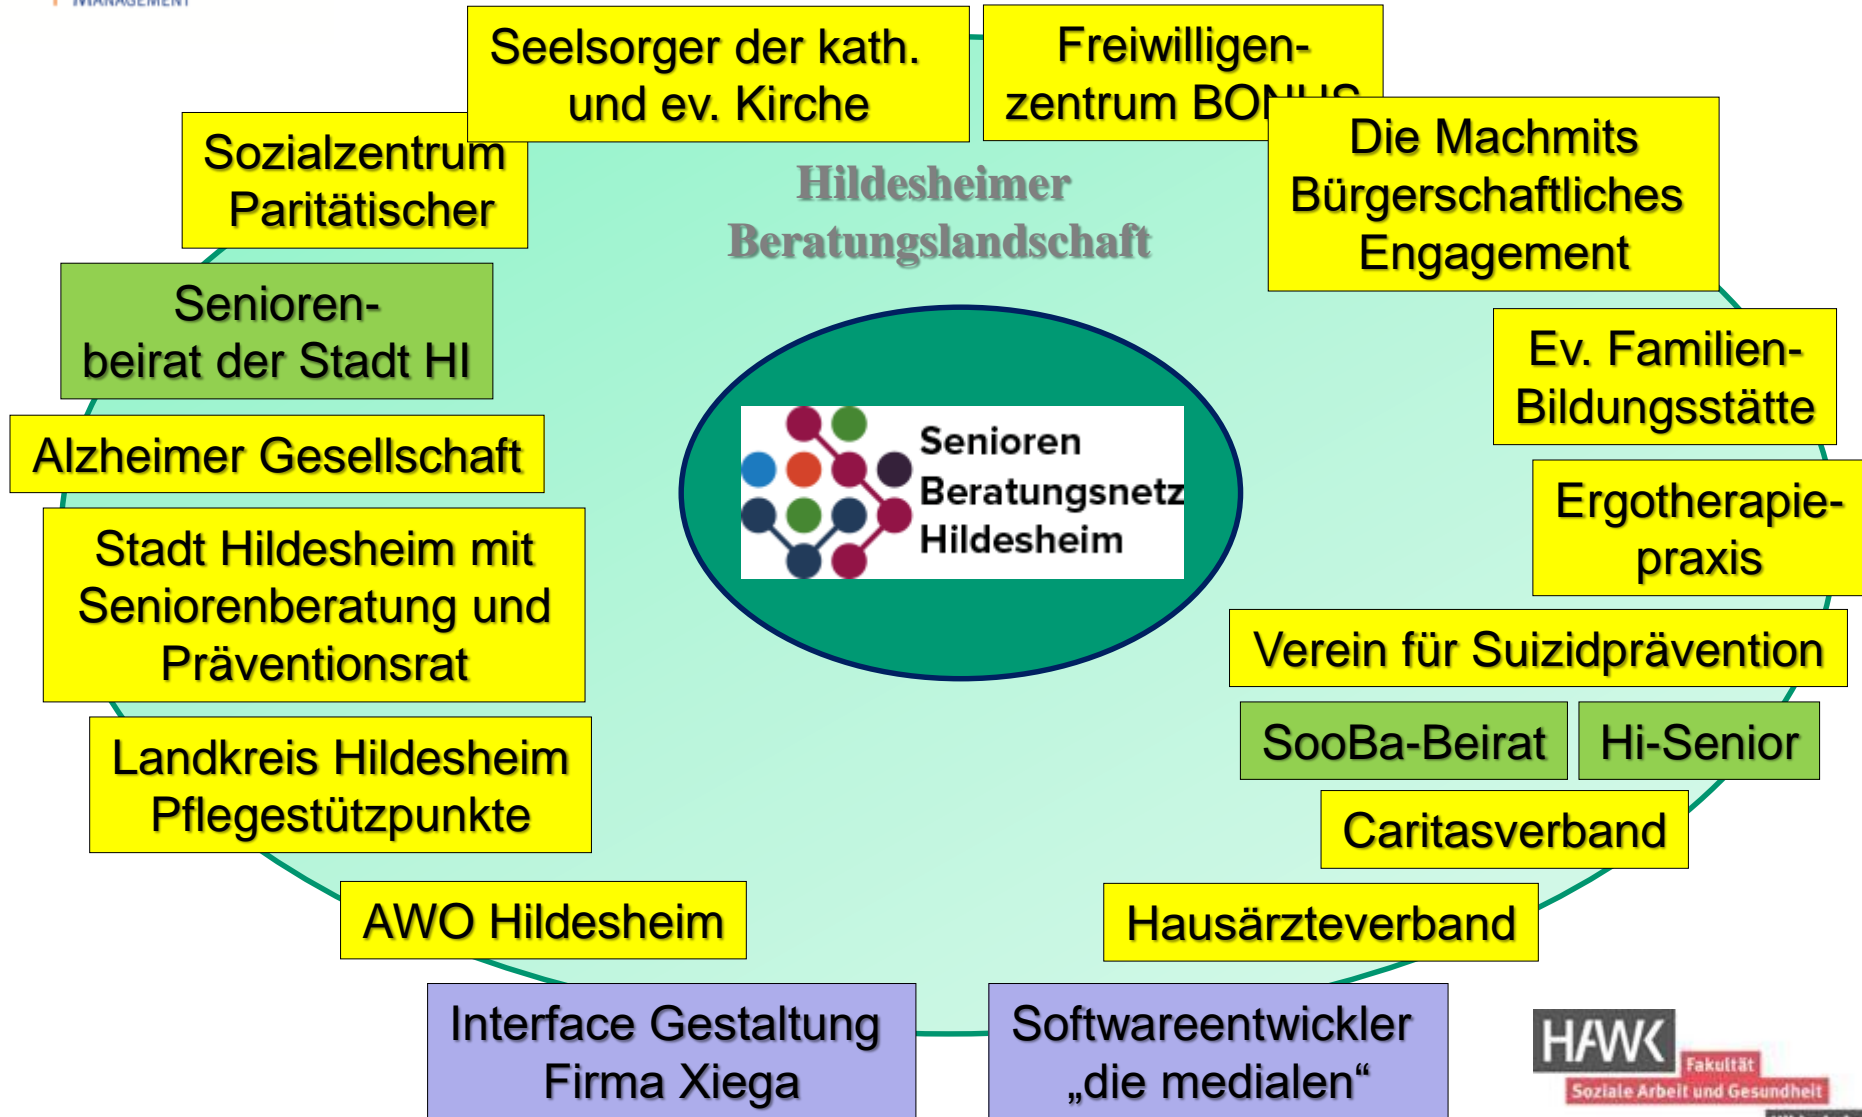 MANAGEMENT
Seelsorger der kath.
und ev. Kirche
Freiwilligen-
zentrum BONUS
Sozialzentrum
Paritätischer
Die Machmits
Bürgerschaftliches
Engagement
Hildesheimer
Beratungslandschaft
Senioren-
beirat der Stadt HI
Ev. Familien-
Bildungsstätte
Alzheimer Gesellschaft
Senioren
Beratungsnetz
Hildesheim
Ergotherapie-
praxis
Stadt Hildesheim mit
Seniorenberatung und
Präventionsrat
Verein für Suizidprävention
SooBa-Beirat
Hi-Senior
Landkreis Hildesheim
Pflegestützpunkte
Caritasverband
AWO Hildesheim
Hausärzteverband
Interface Gestaltung
Firma Xiega
Softwareentwickler
„die medialen“
HAWK
Fakultät
Soziale Arbeit und Gesundheit